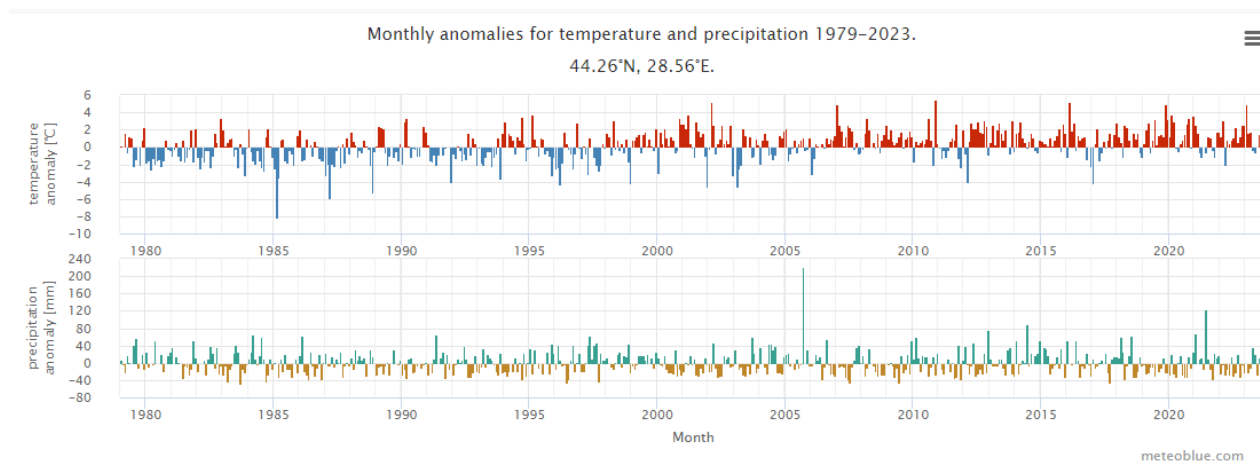 Monthly anomalies for temperature and precipitation 1979-2023.
44.26°N, 28.56°E.
temperature
anomaly [℃]
6
4
2
0
-2
-4
-6
-8
-10
1980 1985 1990 1995 2000 2005 2010 2015 2020
precipitation
anomaly [mm]
240
200
160
120
80
40
0
-40
-80
1980 1985 1990 1995 2000 2005 2010 2015 2020
Month
meteoblue.com